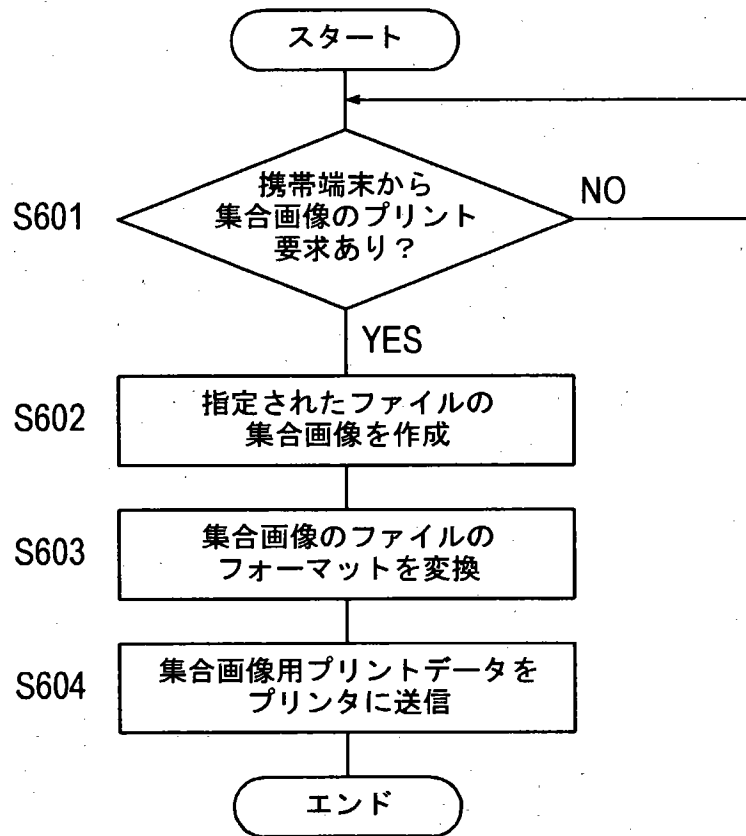 スタート
携帯端末から
集合画像のプリント
要求あり？
S601
NO
YES
S602
指定されたファイルの
集合画像を作成
S603
集合画像のファイルの
フォーマットを変換
S604
集合画像用プリントデータを
プリンタに送信
エンド